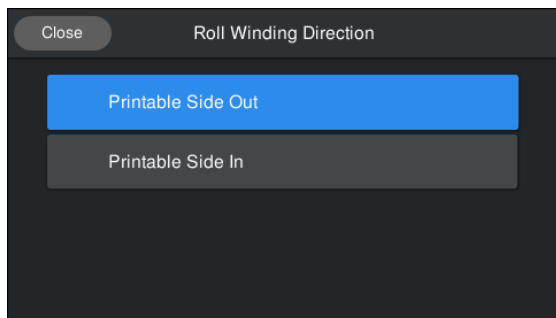 Close
Roll Winding Direction
Printable Side Out
Printable Side In